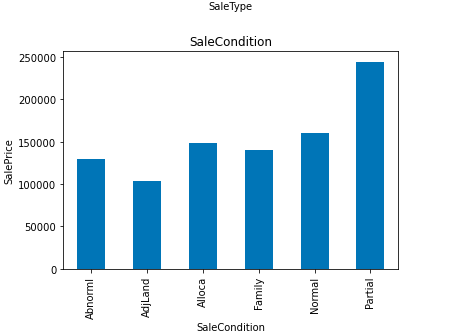 SaleType
SaleCondition
250000
200000
150000
100000
50000
0
SalePrice
Abnorml
AdjLand
Alloca
Family
Normal
Partial
SaleCondition